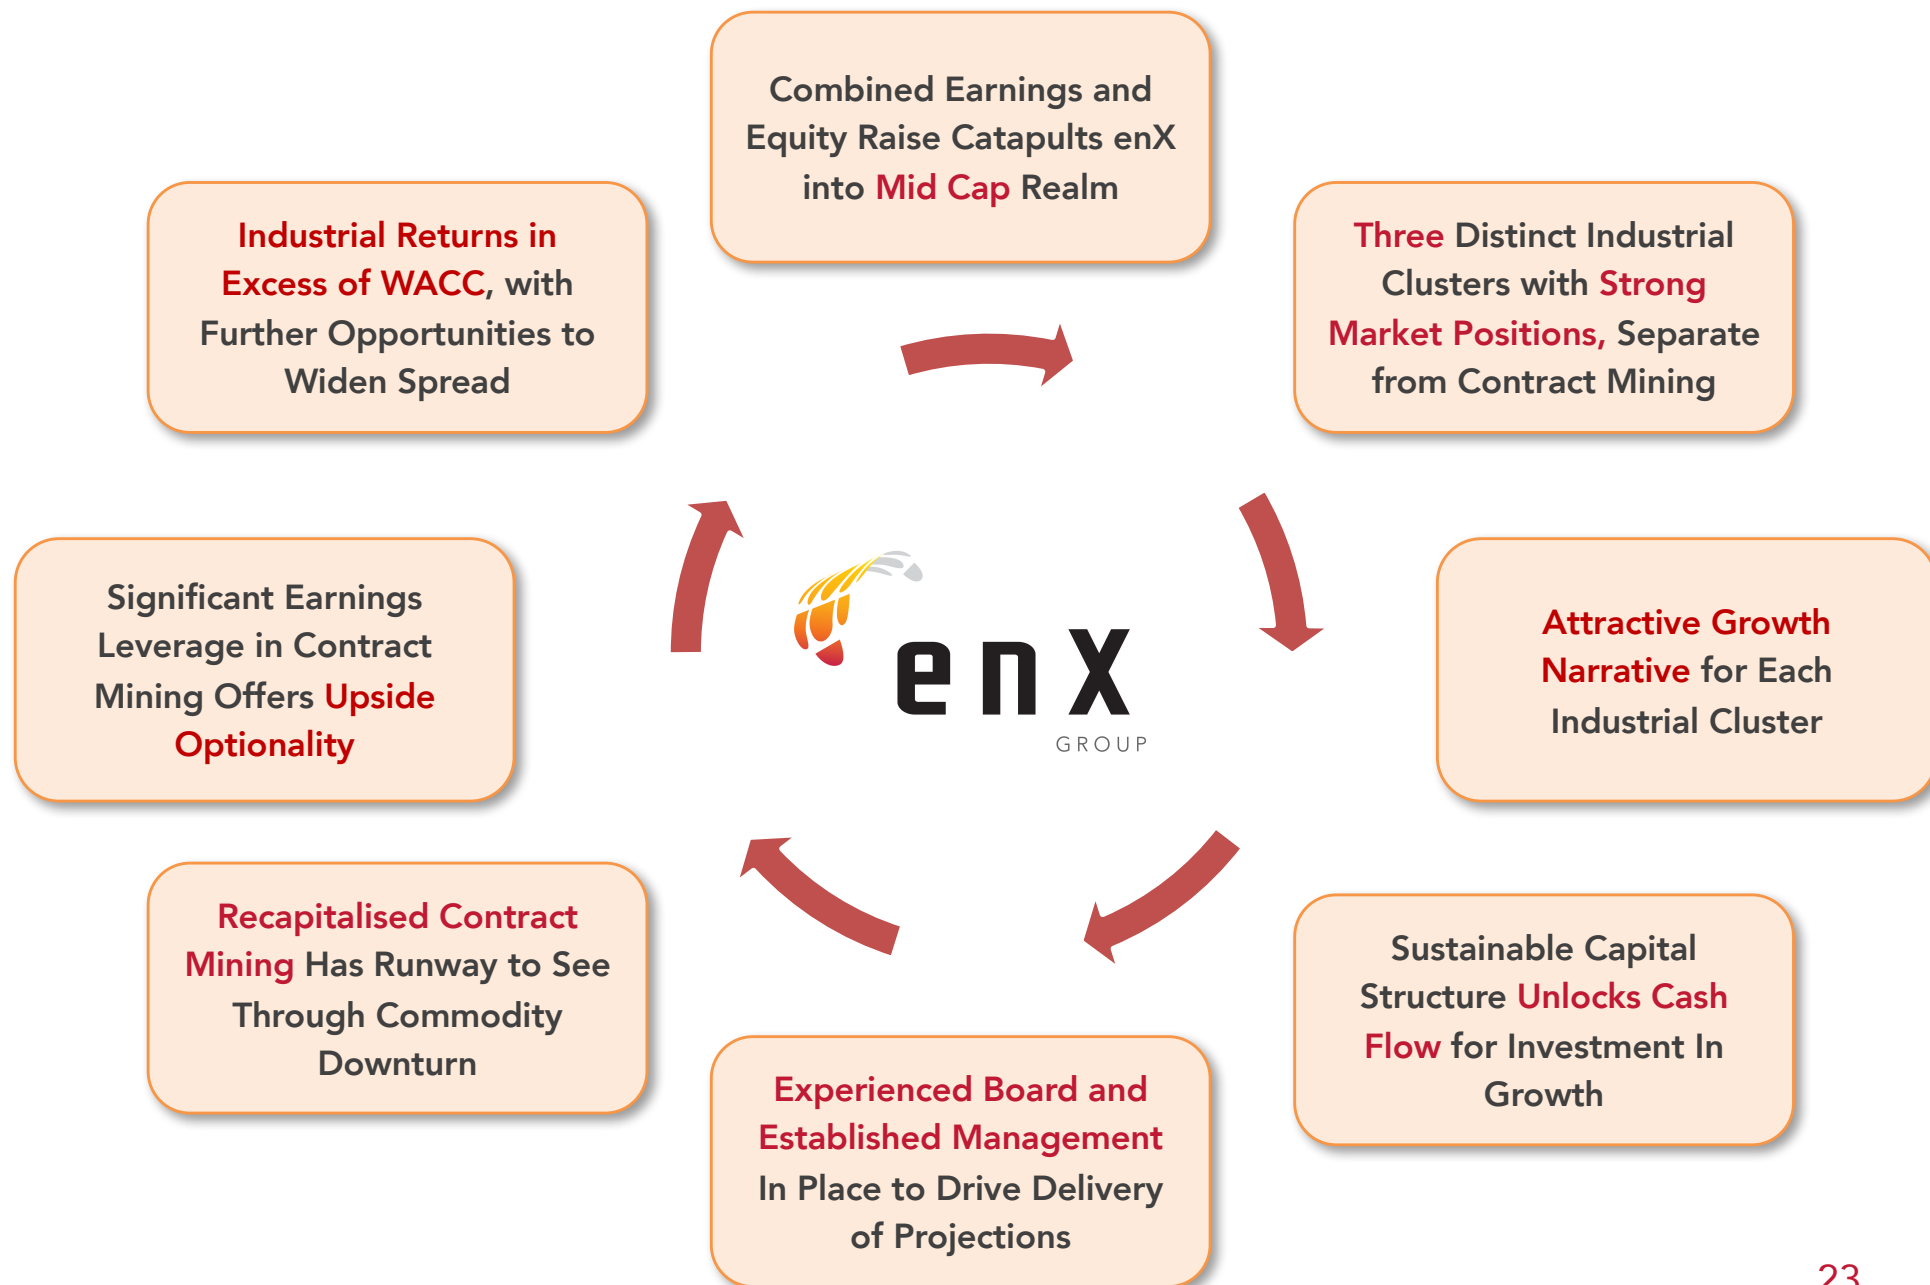 Combined Earnings and
Equity Raise Catapults enX
into Mid Cap Realm
Three Distinct Industrial
Clusters with Strong
Market Positions, Separate
from Contract Mining
Attractive Growth
Narrative for Each
Industrial Cluster
Sustainable Capital
Structure Unlocks Cash
Flow for Investment In
Growth
Experienced Board and
Established Management
In Place to Drive Delivery
of Projections
Recapitalised Contract
Mining Has Runway to See
Through Commodity
Downturn
Significant Earnings
Leverage in Contract
Mining Offers Upside
Optionality
Industrial Returns in
Excess of WACC, with
Further Opportunities to
Widen Spread
enX
GROUP
23